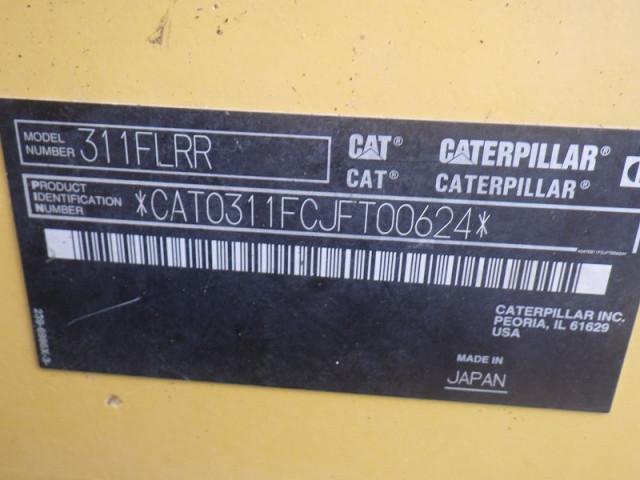 MODEL
NUMBER 311FLRR
CAT® CATERPILLAR®
CAT® CATERPILLAR®
PRODUCT
IDENTIFICATION
NUMBER *CAT0311FCJFT00624*
CATERPILLAR INC.
PEORIA, IL 61629
USA
MADE IN
JAPAN